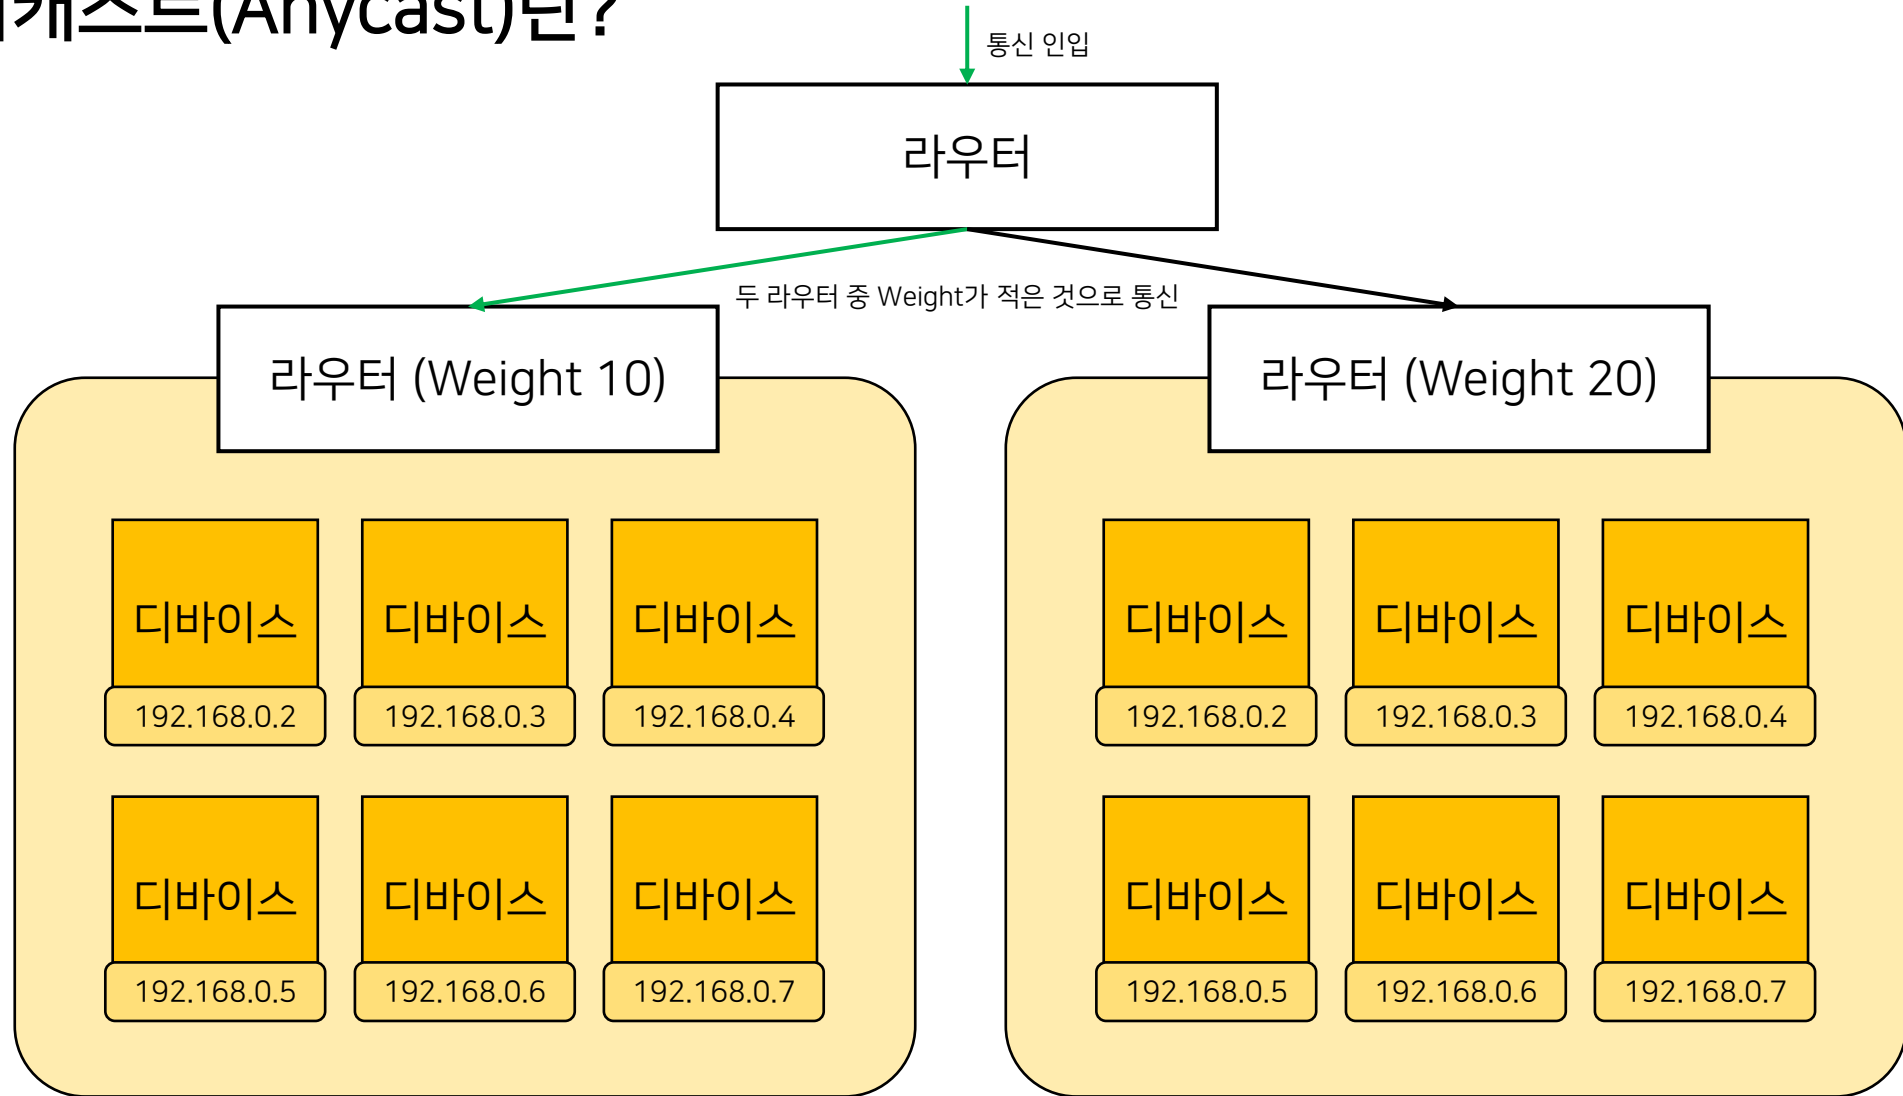 캐스트(Anycast)란?
통신 인입
라우터
두 라우터 중 Weight가 적은 것으로 통신
라우터 (Weight 10)
라우터 (Weight 20)
디바이스
디바이스
디바이스
192.168.0.2
192.168.0.3
192.168.0.4
디바이스
디바이스
디바이스
192.168.0.5
192.168.0.6
192.168.0.7
디바이스
디바이스
디바이스
192.168.0.2
192.168.0.3
192.168.0.4
디바이스
디바이스
디바이스
192.168.0.5
192.168.0.6
192.168.0.7